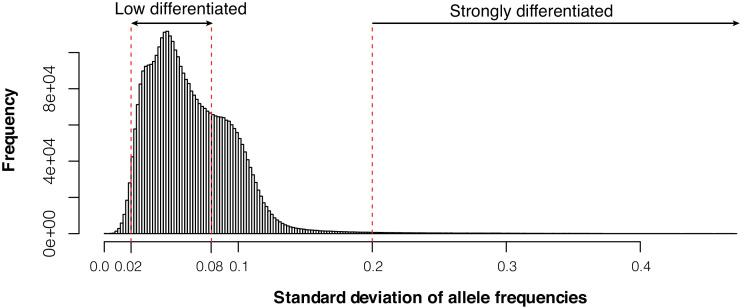 Low differentiated
Strongly differentiated
Frequency
8e+04
4e+04
0e+00
0.0 0.02 0.08 0.1 0.2 0.3 0.4
Standard deviation of allele frequencies